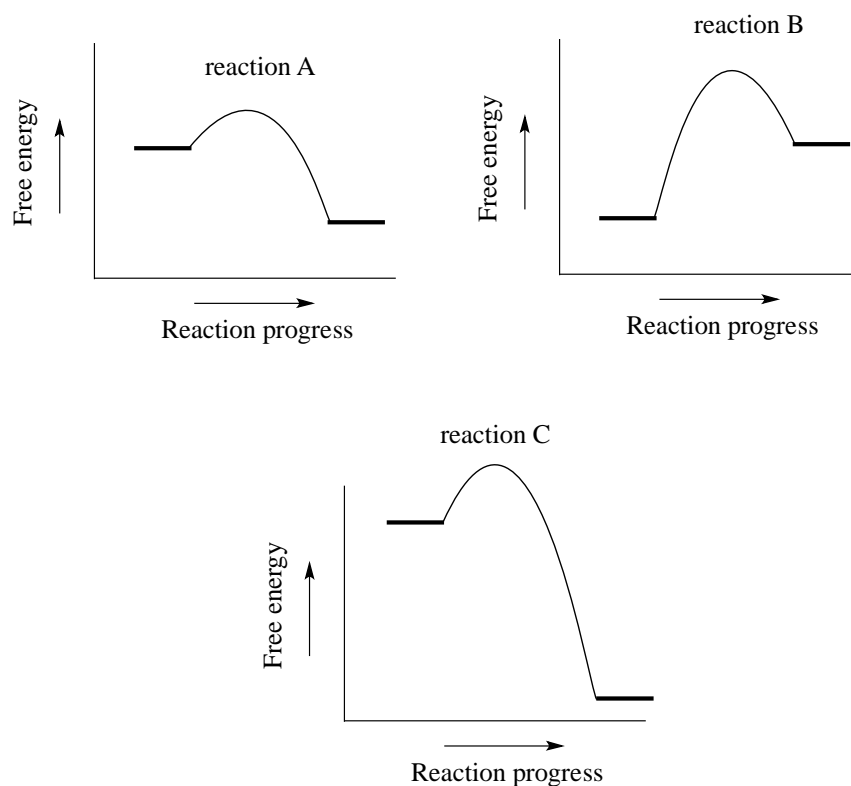 reaction A
Free energy
Reaction progress
reaction B
Free energy
Reaction progress
reaction C
Free energy
Reaction progress